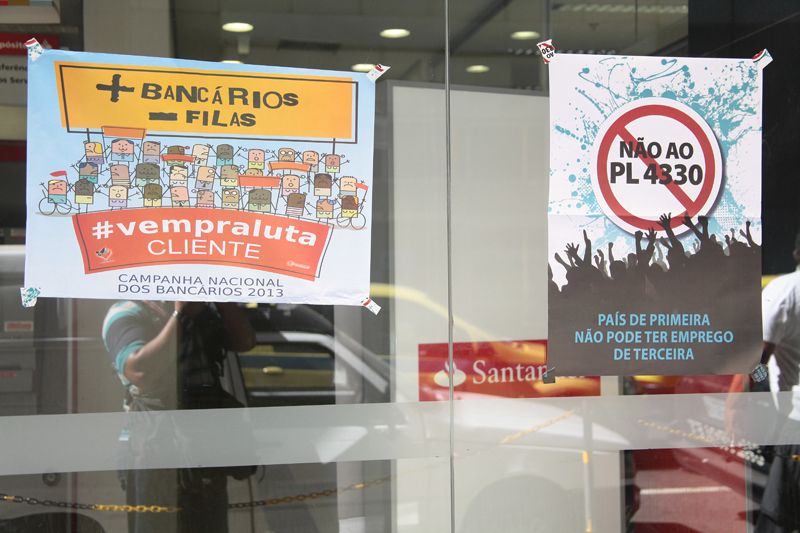 + BANCÁRIOS
= FILAS
#vempraluta
CLIENTE
CAMPANHA NACIONAL
DOS BANCÁRIOS 2013
NÃO AO
PL 4330
PAÍS DE PRIMEIRA
NÃO PODE TER EMPREGO
DE TERCEIRA
Santan